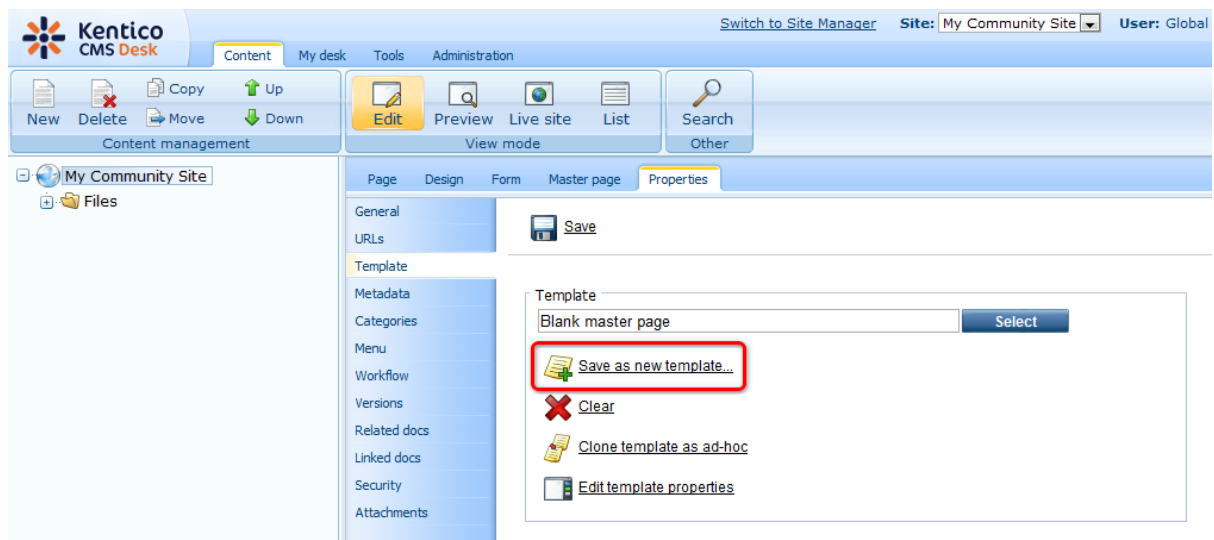 Kentico
CMS Desk
Switch to Site Manager Site: My Community Site User: Global
Content My desk Tools Administration
New Delete Copy Move Up Down
Content management
Edit Preview Live site List
View mode
Search
Other
My Community Site
Files
Page Design Form Master page Properties
General
URLs
Template
Metadata
Categories
Menu
Workflow
Versions
Related docs
Linked docs
Security
Attachments
Save
Template
Blank master page Select
Save as new template...
Clear
Clone template as ad-hoc
Edit template properties